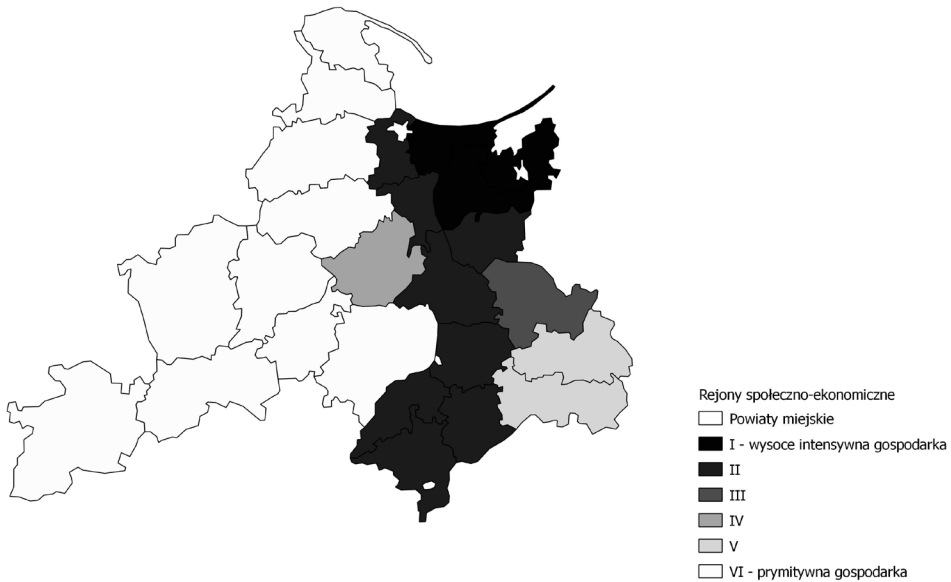 Rejony społeczno-ekonomiczne
Powiaty miejskie
I - wysoce intensywna gospodarka
II
III
IV
V
VI - prymitywna gospodarka